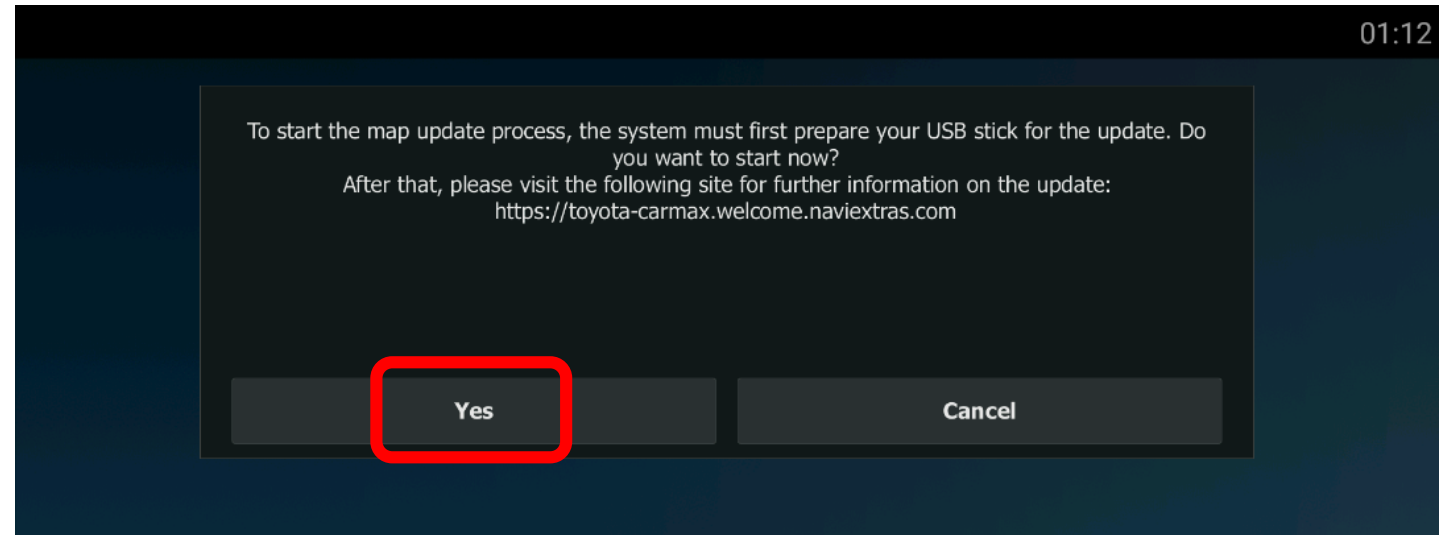 01:12
To start the map update process, the system must first prepare your USB stick for the update. Do
you want to start now?
After that, please visit the following site for further information on the update:
https://toyota-carmax.welcome.naviextras.com
Yes
Cancel